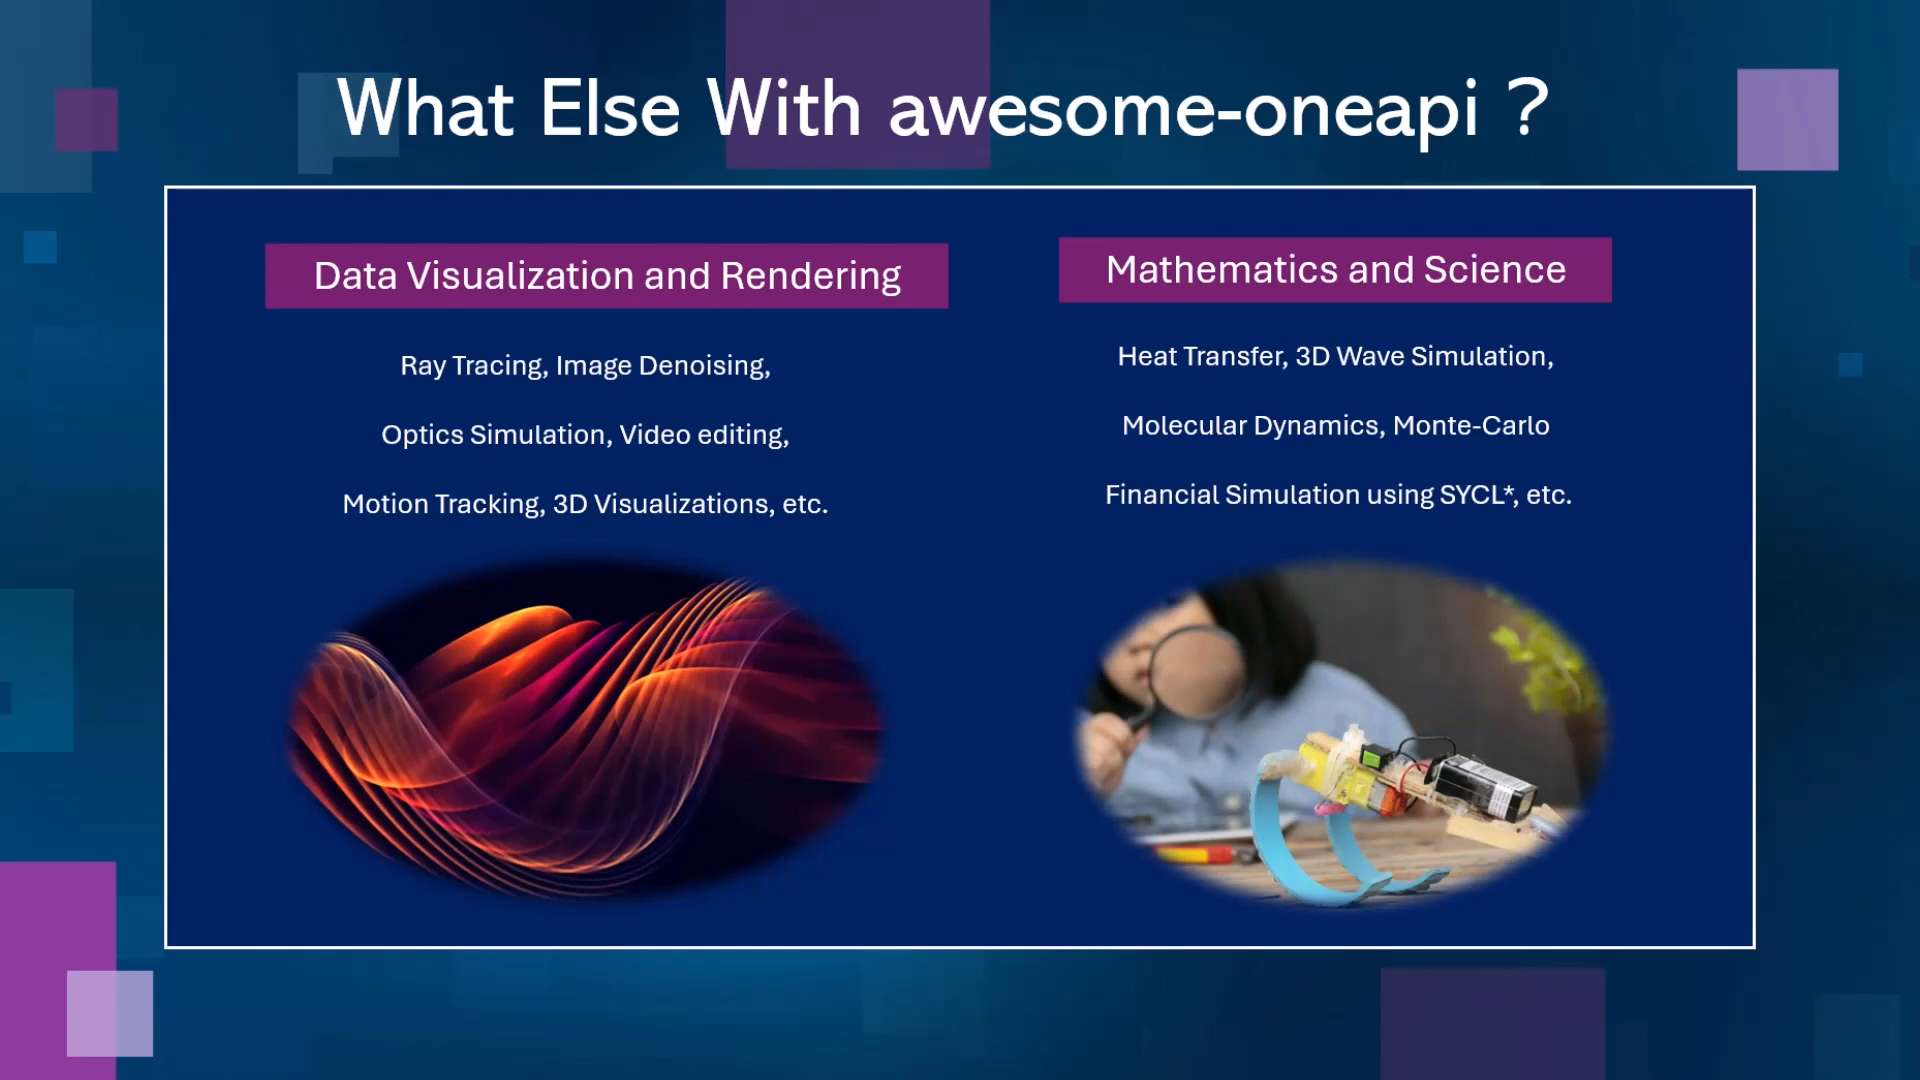 What Else With awesome-oneapi ?
Data Visualization and Rendering
Ray Tracing, Image Denoising,
Optics Simulation, Video editing,
Motion Tracking, 3D Visualizations, etc.
Mathematics and Science
Heat Transfer, 3D Wave Simulation,
Molecular Dynamics, Monte-Carlo
Financial Simulation using SYCL*, etc.